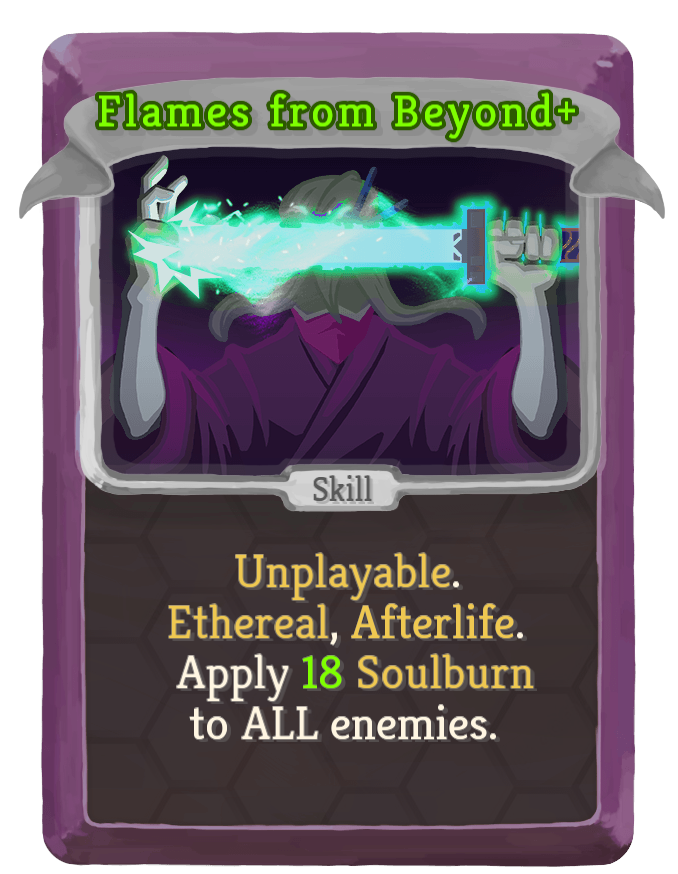 Flames from Beyond+
Skill
Unplayable.
Ethereal, Afterlife.
Apply 18 Soulburn
to ALL enemies.